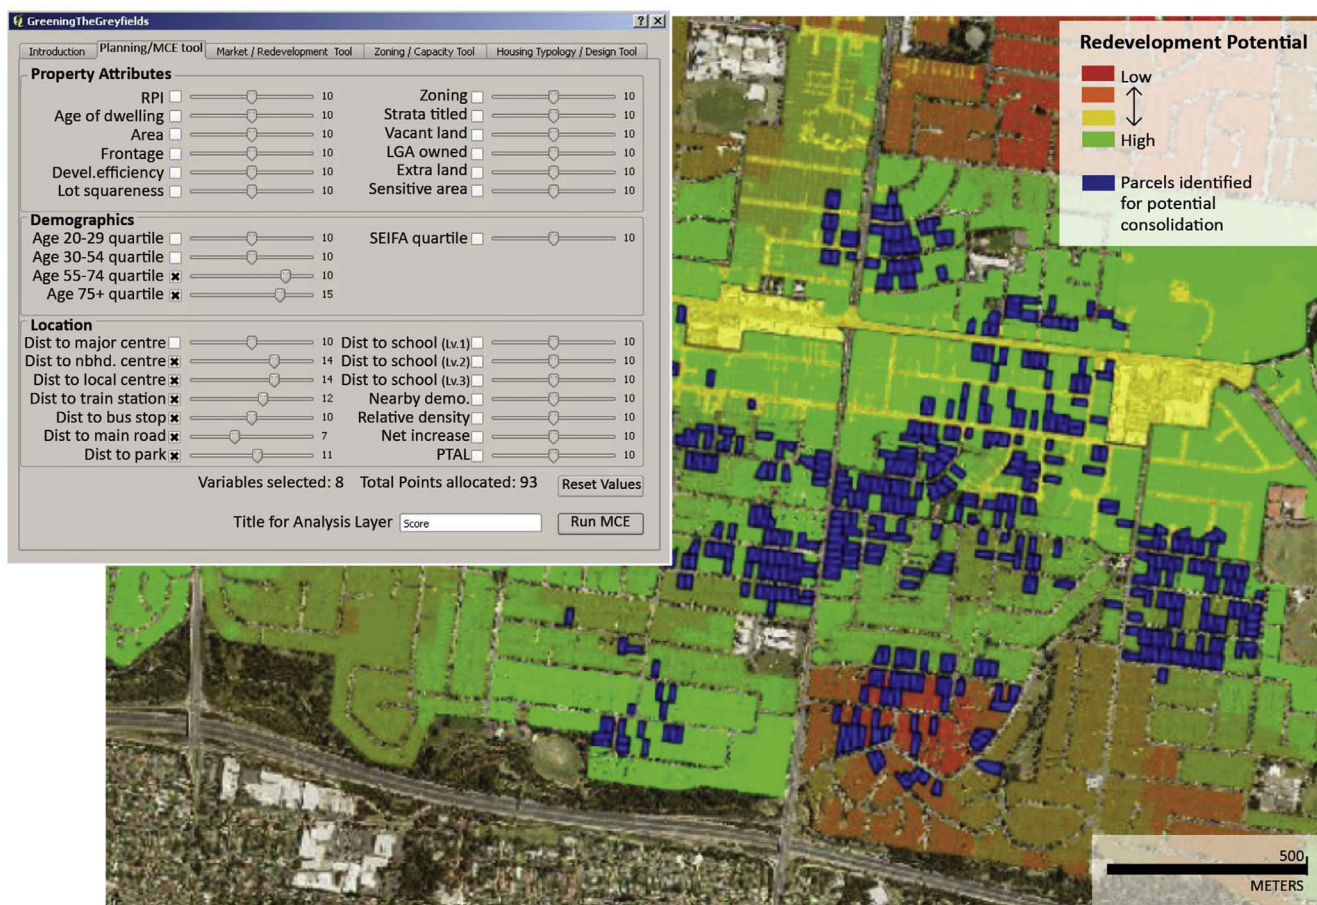 GreeningTheGreyfields
Introduction Planning/MCE tool Market / Redevelopment Tool Zoning / Capacity Tool Housing Typology / Design Tool
Property Attributes
RPI 10 Zoning 10
Age of dwelling 10 Strata titled 10
Area 10 Vacant land 10
Frontage 10 LGA owned 10
Devel.efficiency 10 Extra land 10
Lot squareness 10 Sensitive area 10
Demographics
Age 20-29 quartile 10 SEIFA quartile 10
Age 30-54 quartile 10
Age 55-74 quartile 10
Age 75+ quartile 15
Location
Dist to major centre 10 Dist to school (Lv.1) 10
Dist to nbhd. centre 14 Dist to school (Lv.2) 10
Dist to local centre 14 Dist to school (Lv.3) 10
Dist to train station 12 Nearby demo. 10
Dist to bus stop 10 Relative density 10
Dist to main road 7 Net increase 10
Dist to park 11 PTAL 10
Variables selected: 8 Total Points allocated: 93 Reset Values
Title for Analysis Layer Score Run MCE
Redevelopment Potential
Low
High
Parcels identified
for potential
consolidation
500
METERS